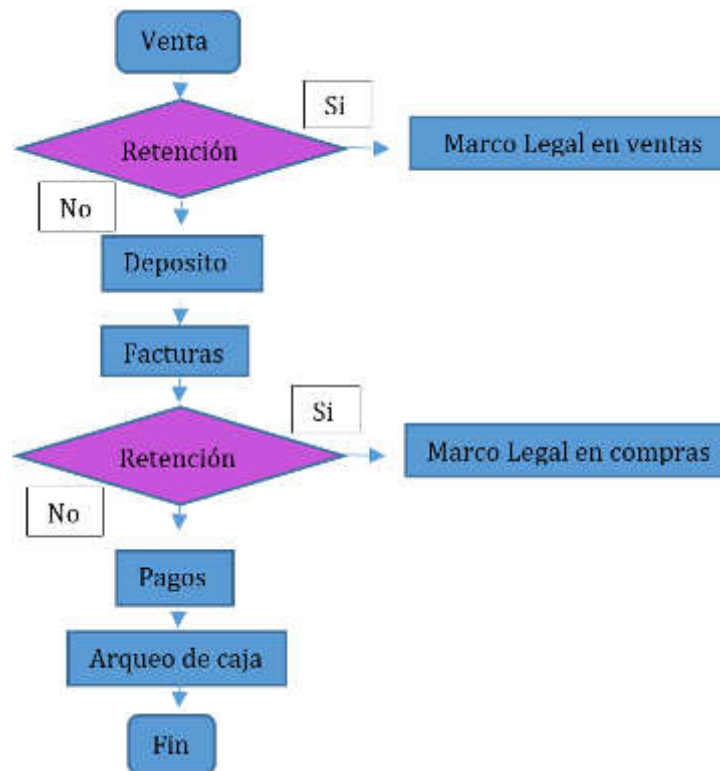 Venta
Si
Retención
Marco Legal en ventas
No
Deposito
Facturas
Si
Retención
Marco Legal en compras
No
Pagos
Arqueo de caja
Fin